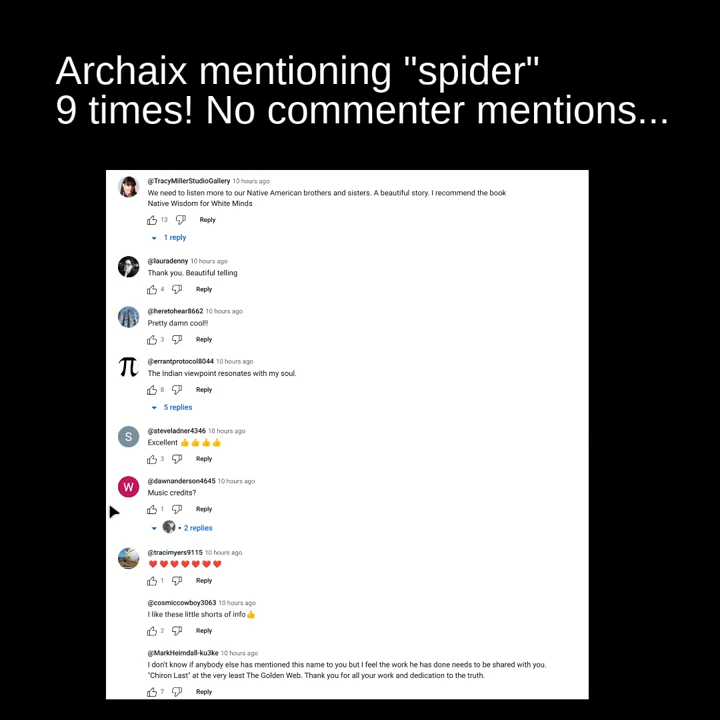 Archaix mentioning "spider"
9 times! No commenter mentions...
@TracyMillerStudioGallery 10 hours ago
We need to listen more to our Native American brothers and sisters. A beautiful story. I recommend the book
Native Wisdom for White Minds
13 Reply
1 reply
@lauradenny 10 hours ago
Thank you. Beautiful telling
4 Reply
@heretohear8662 10 hours ago
Pretty damn cool!!
3 Reply
@errantprotocol8044 10 hours ago
The Indian viewpoint resonates with my soul.
8 Reply
5 replies
S
@steveladner4346 10 hours ago
Excellent 👍👍👍👍
3 Reply
W
@dawnanderson4645 10 hours ago
Music credits?
1 Reply
• 2 replies
@tracimyers9115 10 hours ago
❤️❤️❤️❤️❤️❤️❤️
1 Reply
@cosmiccowboy3063 10 hours ago
I like these little shorts of info👍
2 Reply
@MarkHeimdall-ku3ke 10 hours ago
I don't know if anybody else has mentioned this name to you but I feel the work he has done needs to be shared with you.
"Chiron Last" at the very least The Golden Web. Thank you for all your work and dedication to the truth.
7 Reply